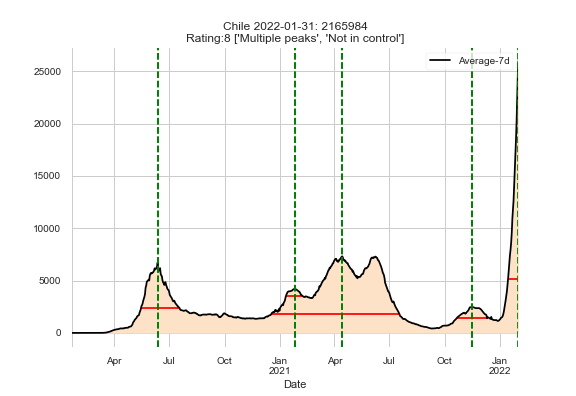 Chile 2022-01-31: 2165984
Rating:8 ['Multiple peaks', 'Not in control']
Average-7d
25000
20000
15000
10000
5000
0
Apr Jul Oct Jan Apr Jul Oct Jan
2021 2022
Date